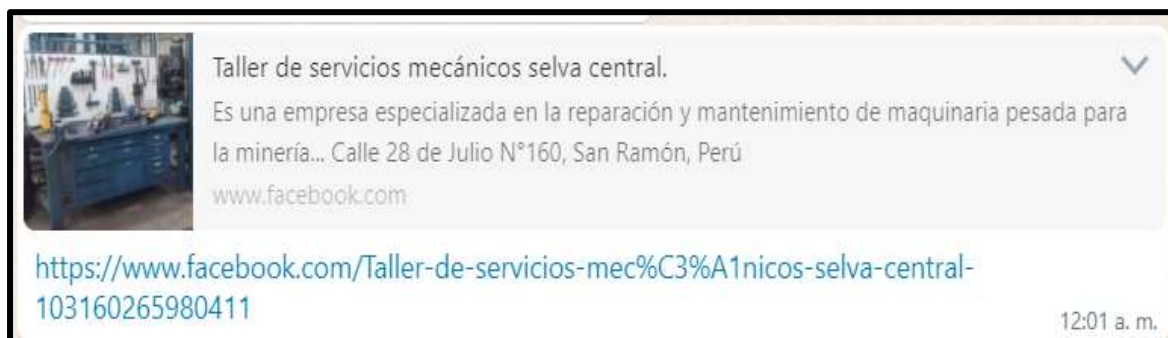 Taller de servicios mecánicos selva central.
Es una empresa especializada en la reparación y mantenimiento de maquinaria pesada para
la minería... Calle 28 de Julio N°160, San Ramón, Perú
www.facebook.com
https://www.facebook.com/Taller-de-servicios-mec%C3%A1nicos-selva-central-
103160265980411
12:01 a. m.